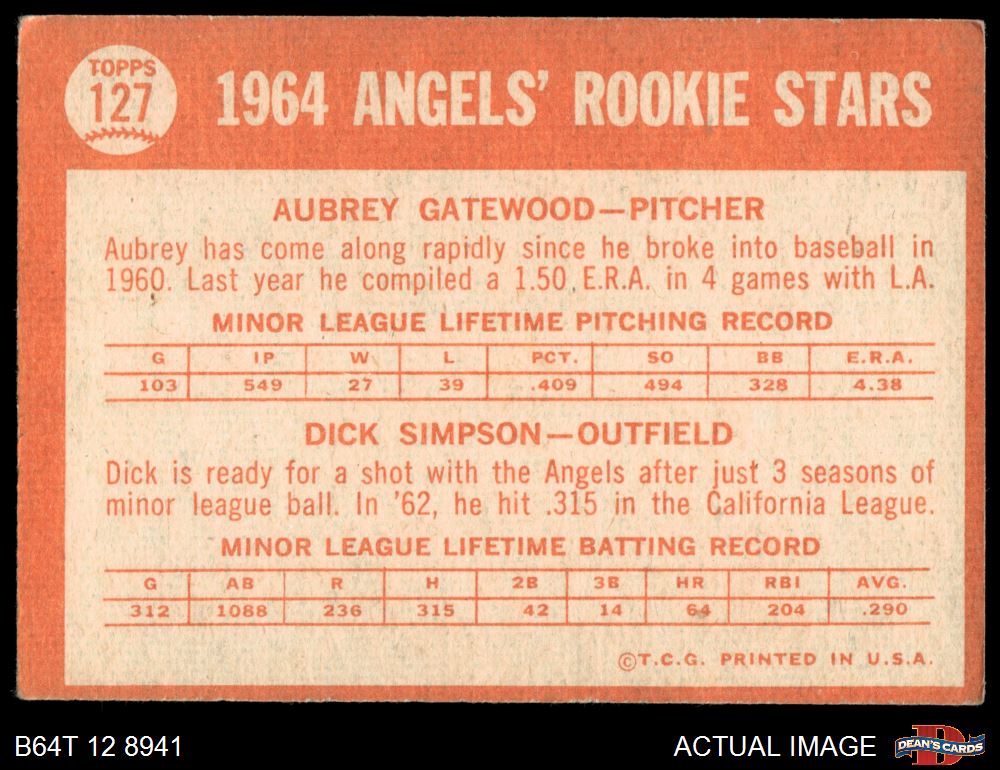 TOPPS
127
1964 ANGELS' ROOKIE STARS
AUBREY GATEWOOD—PITCHER
Aubrey has come along rapidly since he broke into baseball in
1960. Last year he compiled a 1.50 E.R.A. in 4 games with L.A.
MINOR LEAGUE LIFETIME PITCHING RECORD
G IP W L PCT. SO BB E.R.A.
103 549 27 39 .409 494 328 4.38
DICK SIMPSON—OUTFIELD
Dick is ready for a shot with the Angels after just 3 seasons of
minor league ball. In '62, he hit .315 in the California League.
MINOR LEAGUE LIFETIME BATTING RECORD
G AB R H 2B 3B HR RBI AVG.
312 1088 236 315 42 14 64 204 .290
©T.C.G. PRINTED IN U.S.A.
B64T 12 8941
ACTUAL IMAGE
DEAN'S CARDS